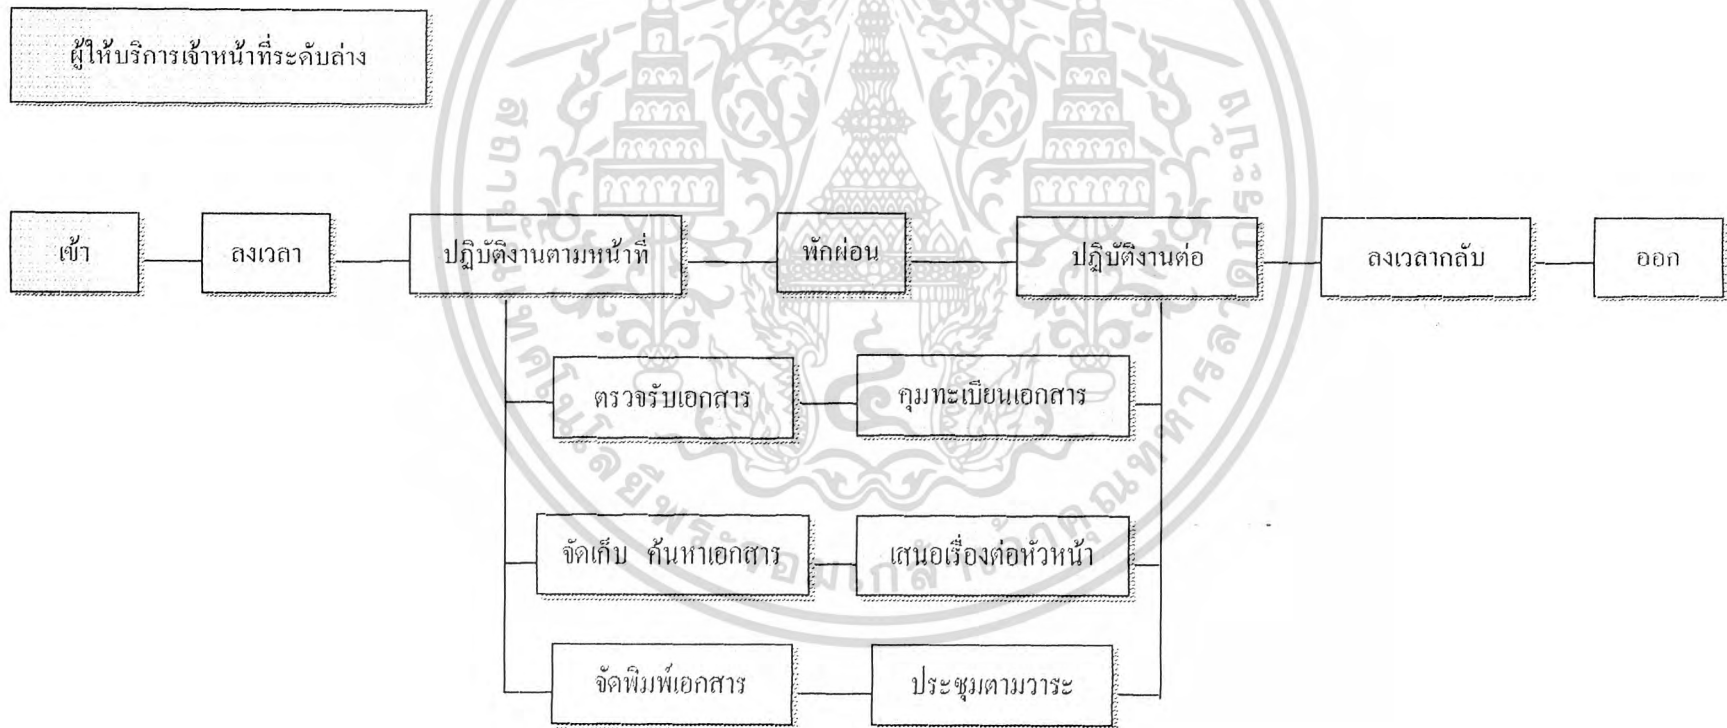 ผู้ให้บริการเจ้าหน้าที่ระดับล่าง
เข้า
ลงเวลา
ปฏิบัติงานตามหน้าที่
พักผ่อน
ปฏิบัติงานต่อ
ลงเวลากลับ
ออก
ตรวจรับเอกสาร
คุมทะเบียนเอกสาร
จัดเก็บ ค้นหาเอกสาร
เสนอเรื่องต่อหัวหน้า
จัดพิมพ์เอกสาร
ประชุมตามวาระ